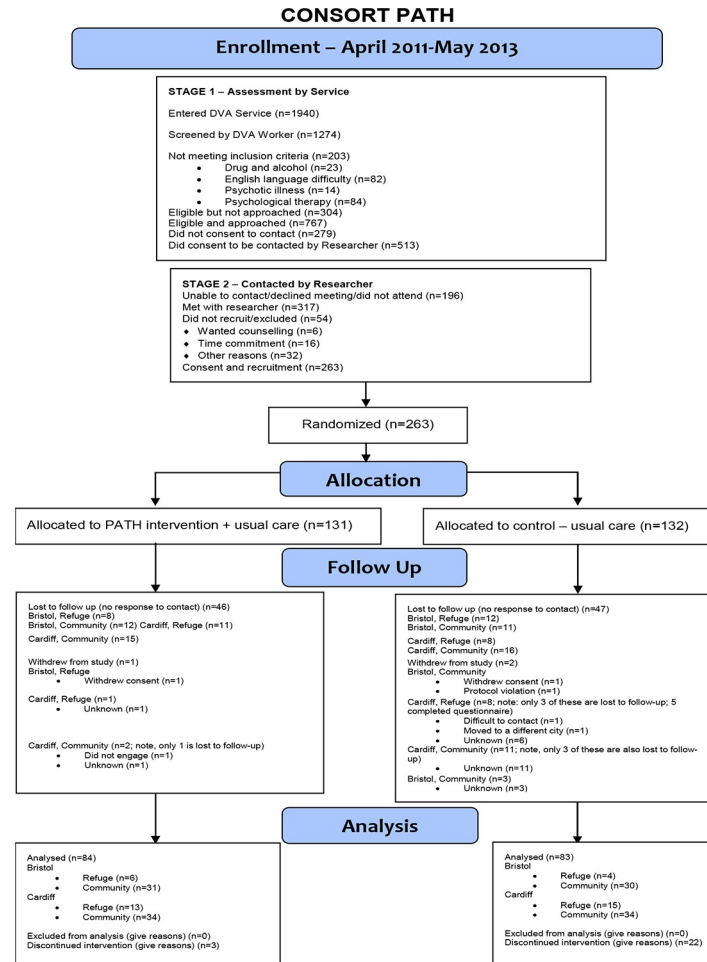 CONSORT PATH
Enrollment – April 2011-May 2013
STAGE 1 – Assessment by Service
Entered DVA Service (n=1940)
Screened by DVA Worker (n=1274)
Not meeting inclusion criteria (n=203)
• Drug and alcohol (n=23)
• English language difficulty (n=82)
• Psychotic illness (n=14)
• Psychological therapy (n=84)
Eligible but not approached (n=304)
Eligible and approached (n=767)
Did not consent to contact (n=279)
Did consent to be contacted by Researcher (n=513)
STAGE 2 – Contacted by Researcher
Unable to contact/declined meeting/did not attend (n=196)
Met with researcher (n=317)
Did not recruit/excluded (n=54)
◆ Wanted counselling (n=6)
◆ Time commitment (n=16)
◆ Other reasons (n=32)
Consent and recruitment (n=263)
Randomized (n=263)
Allocation
Allocated to PATH intervention + usual care (n=131)
Allocated to control – usual care (n=132)
Follow Up
Lost to follow up (no response to contact) (n=46)
Bristol, Refuge (n=8)
Bristol, Community (n=12) Cardiff, Refuge (n=11)
Cardiff, Community (n=15)
Withdrew from study (n=1)
Bristol, Refuge
• Withdrew consent (n=1)
Cardiff, Refuge (n=1)
• Unknown (n=1)
Cardiff, Community (n=2; note, only 1 is lost to follow-up)
• Did not engage (n=1)
• Unknown (n=1)
Lost to follow up (no response to contact) (n=47)
Bristol, Refuge (n=12)
Bristol, Community (n=11)
Cardiff, Refuge (n=8)
Cardiff, Community (n=16)
Withdrew from study (n=2)
Bristol, Community
• Withdrew consent (n=1)
• Protocol violation (n=1)
Cardiff, Refuge (n=8; note: only 3 of these are lost to follow-up; 5
completed questionnaire)
• Difficult to contact (n=1)
• Moved to a different city (n=1)
• Unknown (n=6)
Cardiff, Community (n=11; note, only 3 of these are also lost to follow-
up)
• Unknown (n=11)
Bristol, Community (n=3)
• Unknown (n=3)
Analysis
Analysed (n=84)
Bristol
• Refuge (n=6)
• Community (n=31)
Cardiff
• Refuge (n=13)
• Community (n=34)
Excluded from analysis (give reasons) (n=0)
Discontinued intervention (give reasons) (n=3)
Analysed (n=83)
Bristol
• Refuge (n=4)
• Community (n=30)
Cardiff
• Refuge (n=15)
• Community (n=34)
Excluded from analysis (give reasons) (n=0)
Discontinued intervention (give reasons) (n=22)